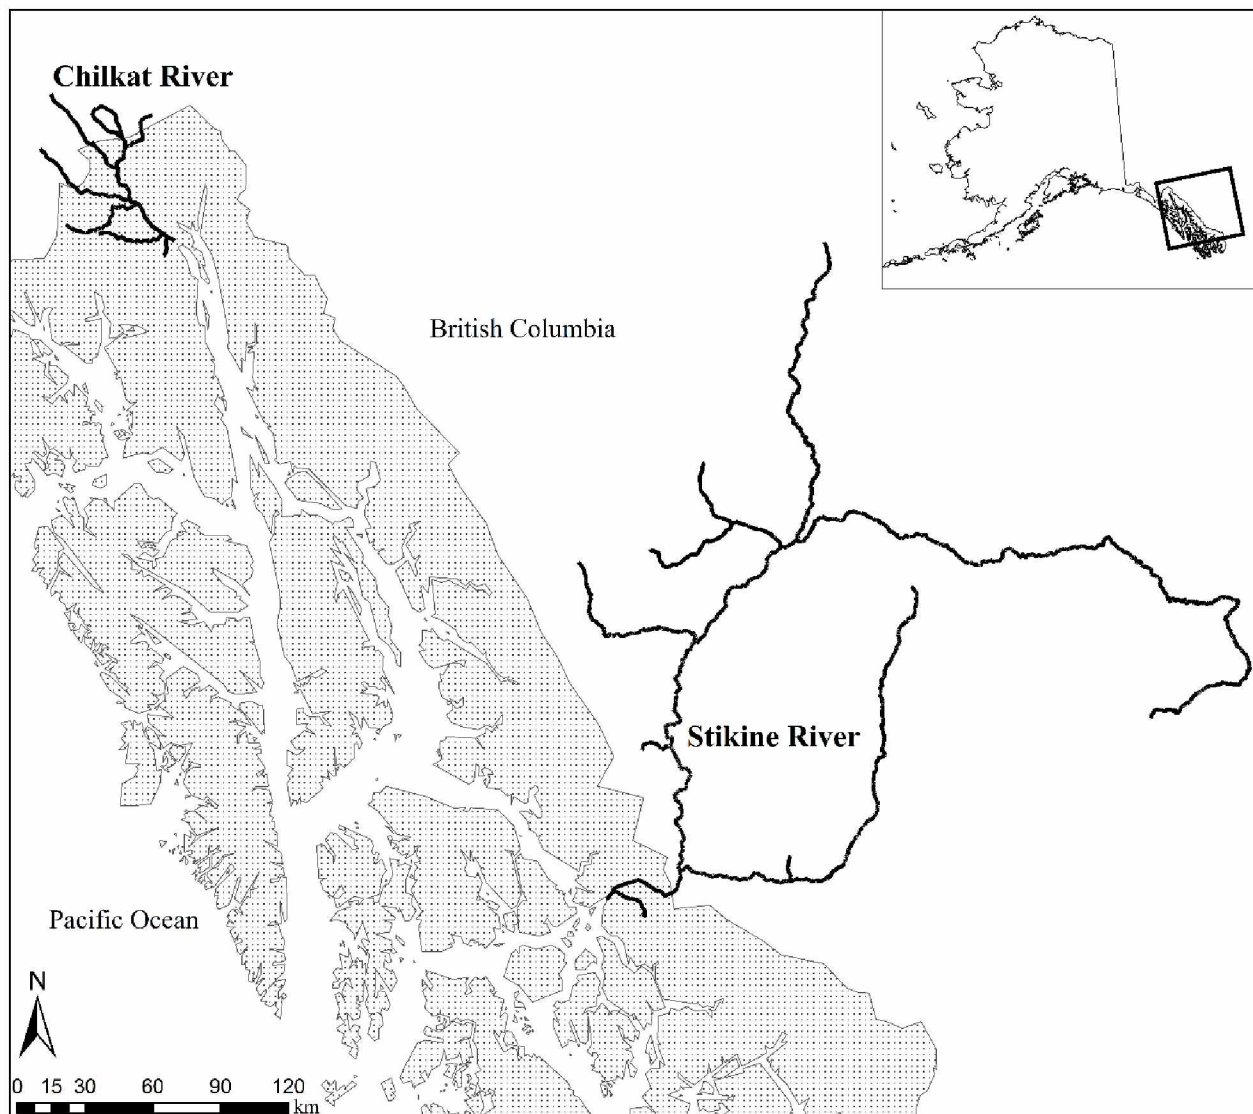 Chilkat River
British Columbia
Stikine River
Pacific Ocean
N
0 15 30 60 90 120
km